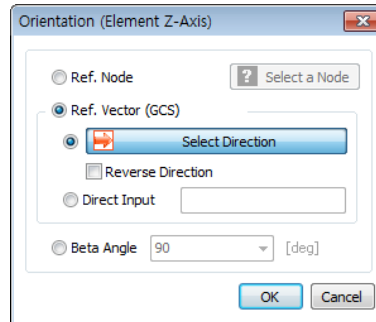 Orientation (Element Z-Axis)
Ref. Node
? Select a Node
Ref. Vector (GCS)
Select Direction
Reverse Direction
Direct Input
Beta Angle 90 [deg]
OK Cancel